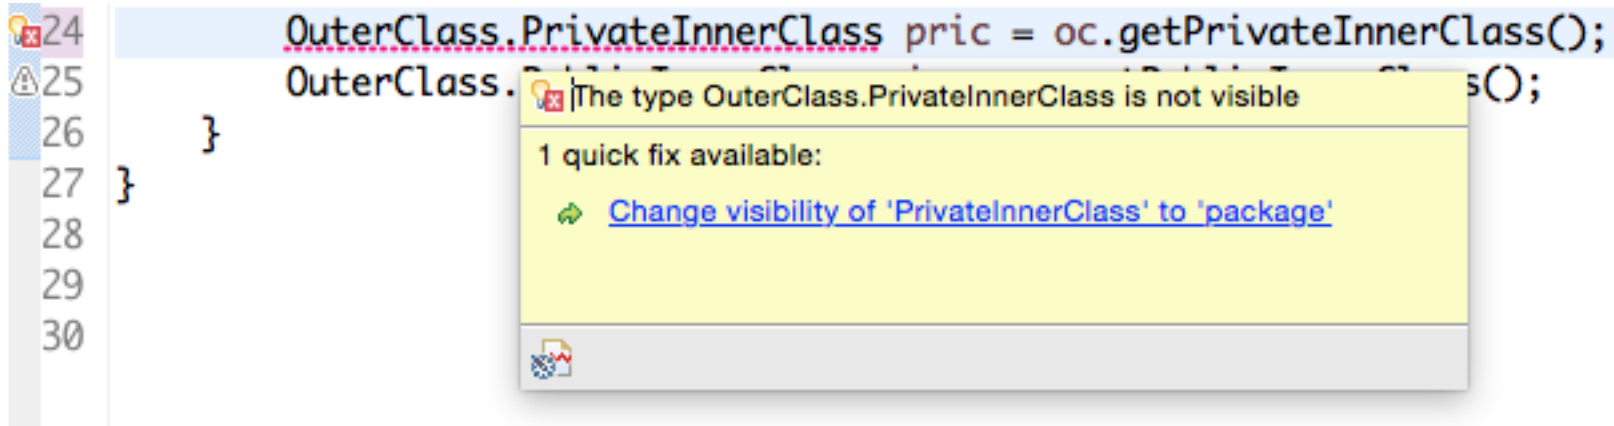 24 OuterClass.PrivateInnerClass pric = oc.getPrivateInnerClass();
25 OuterClass. s();
The type OuterClass.PrivateInnerClass is not visible
26 }
1 quick fix available:
27 }
Change visibility of 'PrivateInnerClass' to 'package'
28
29
30